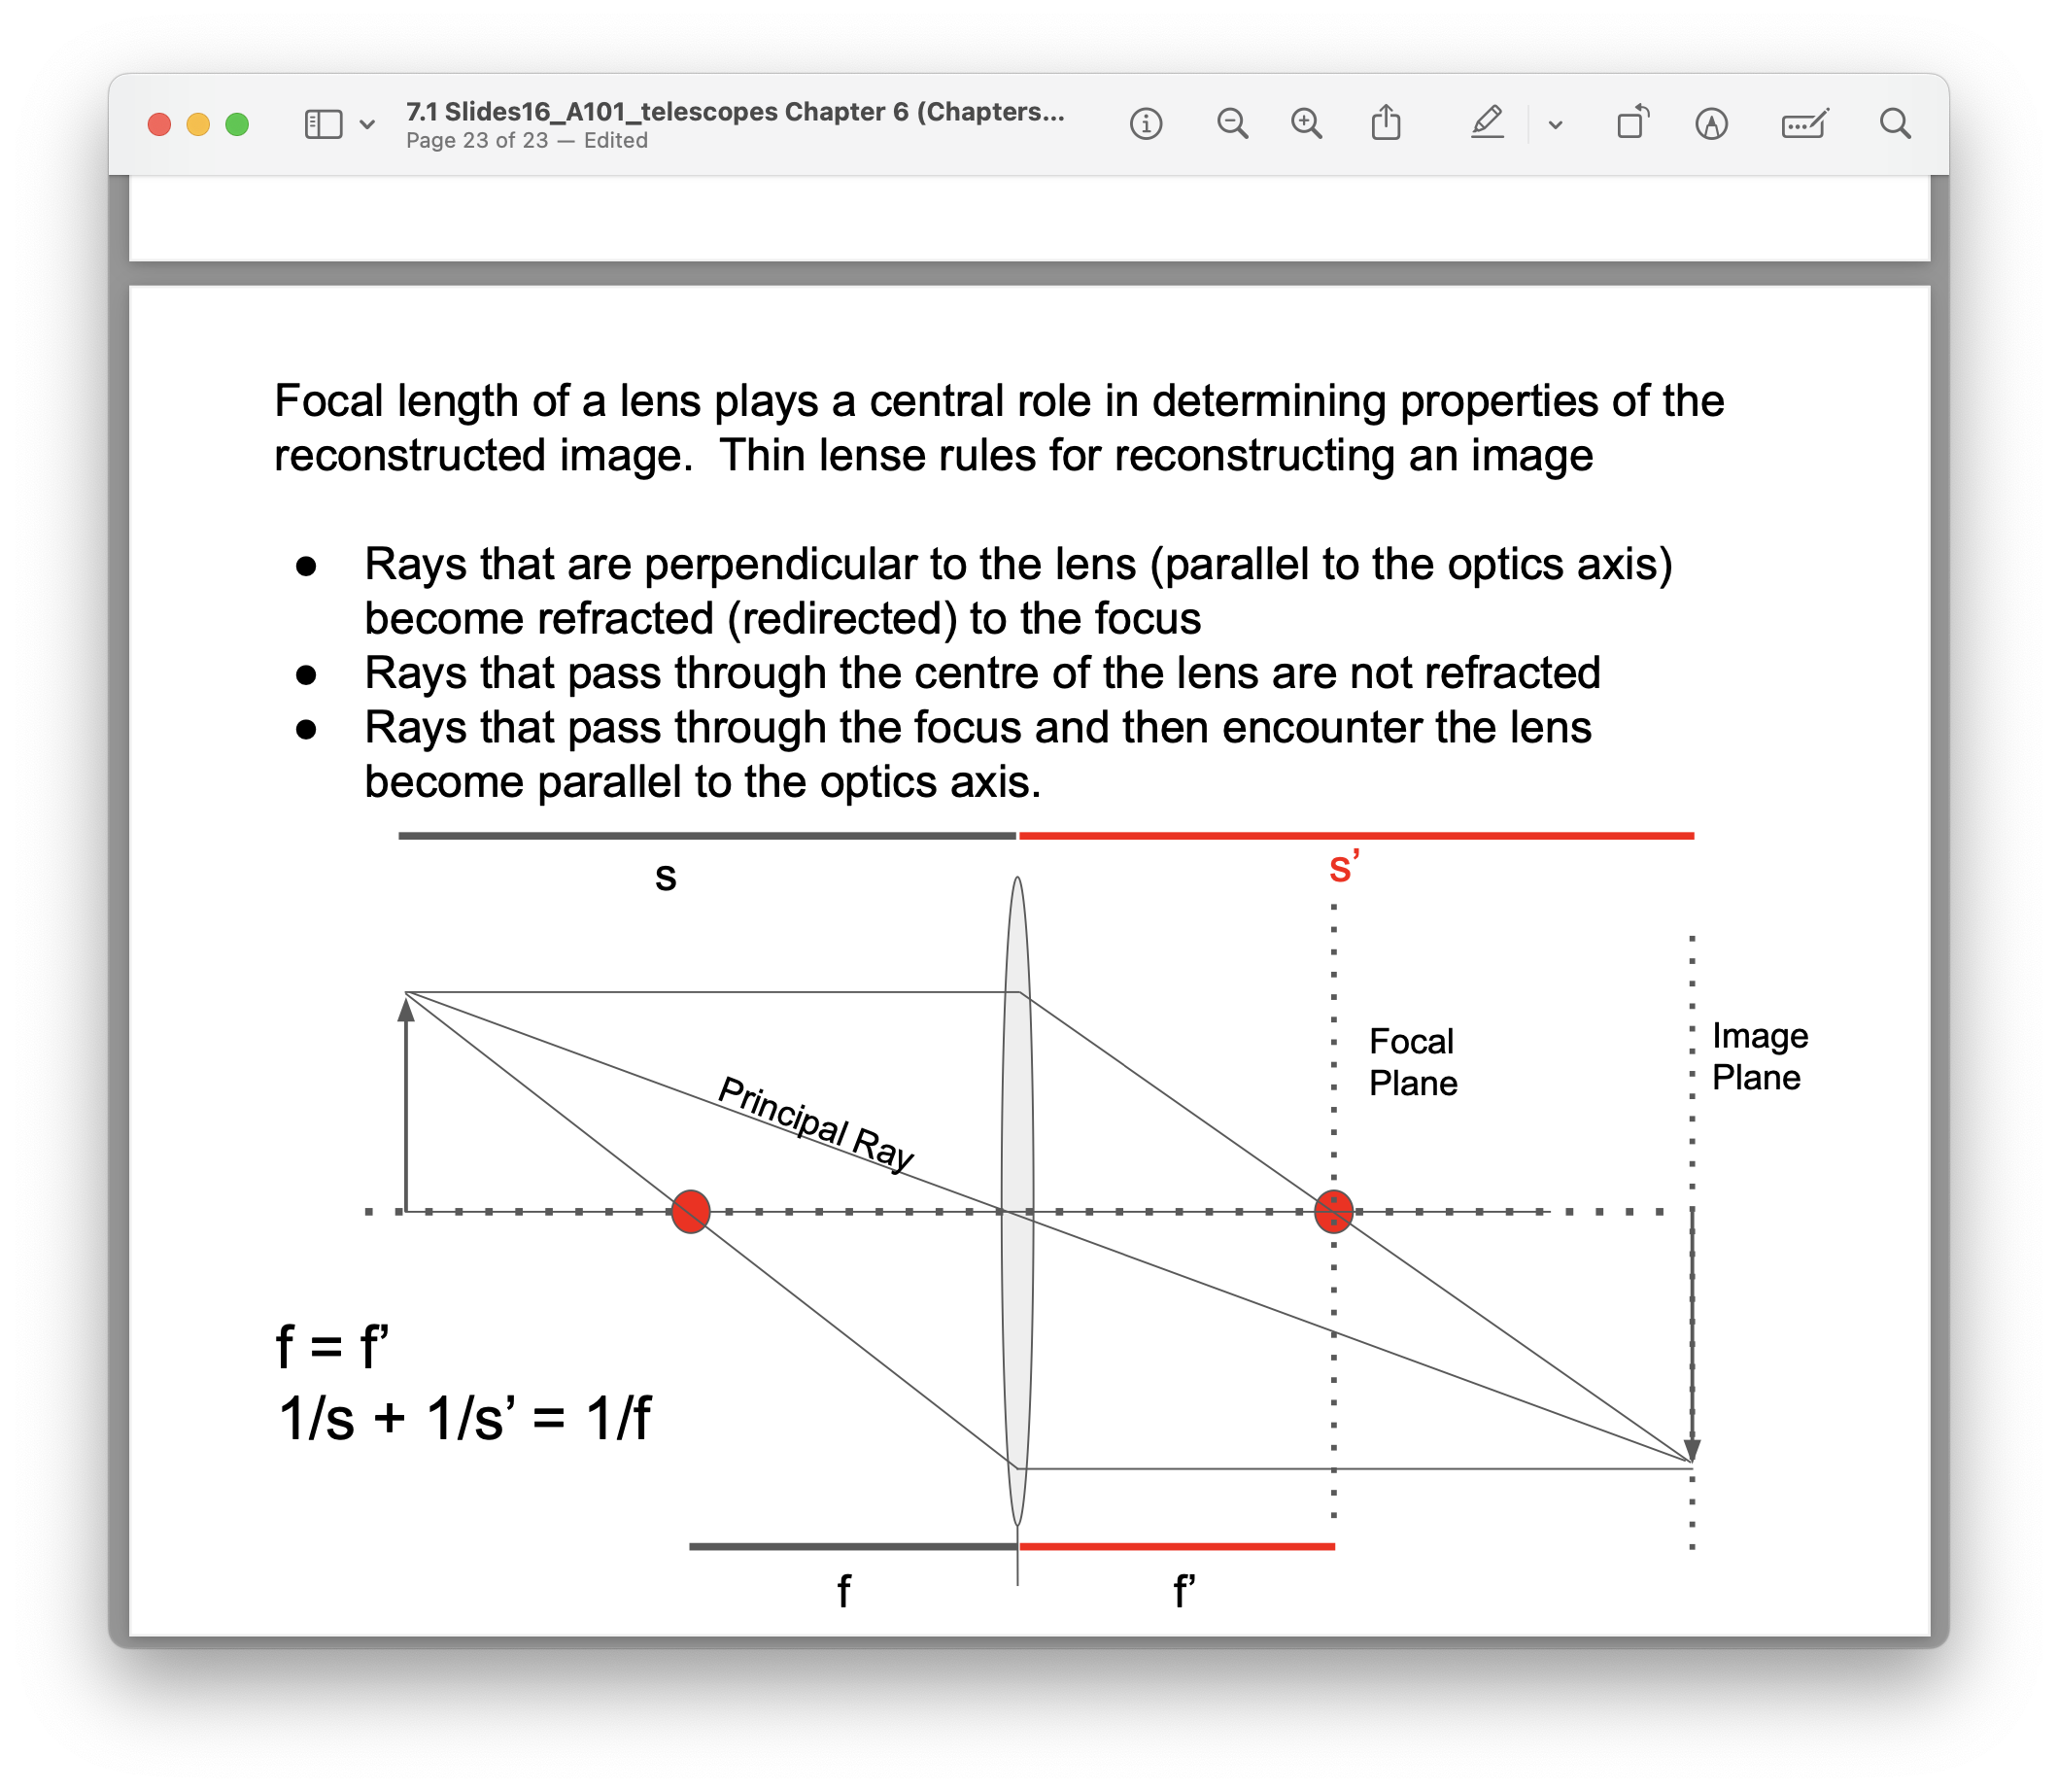 7.1 Slides16_A101_telescopes Chapter 6 (Chapters...
Page 23 of 23 — Edited
Focal length of a lens plays a central role in determining properties of the
reconstructed image.  Thin lense rules for reconstructing an image
● Rays that are perpendicular to the lens (parallel to the optics axis)
become refracted (redirected) to the focus
● Rays that pass through the centre of the lens are not refracted
● Rays that pass through the focus and then encounter the lens
become parallel to the optics axis.
s
s’
Focal
Plane
Image
Plane
Principal Ray
f = f’
1/s + 1/s’ = 1/f
f
f’